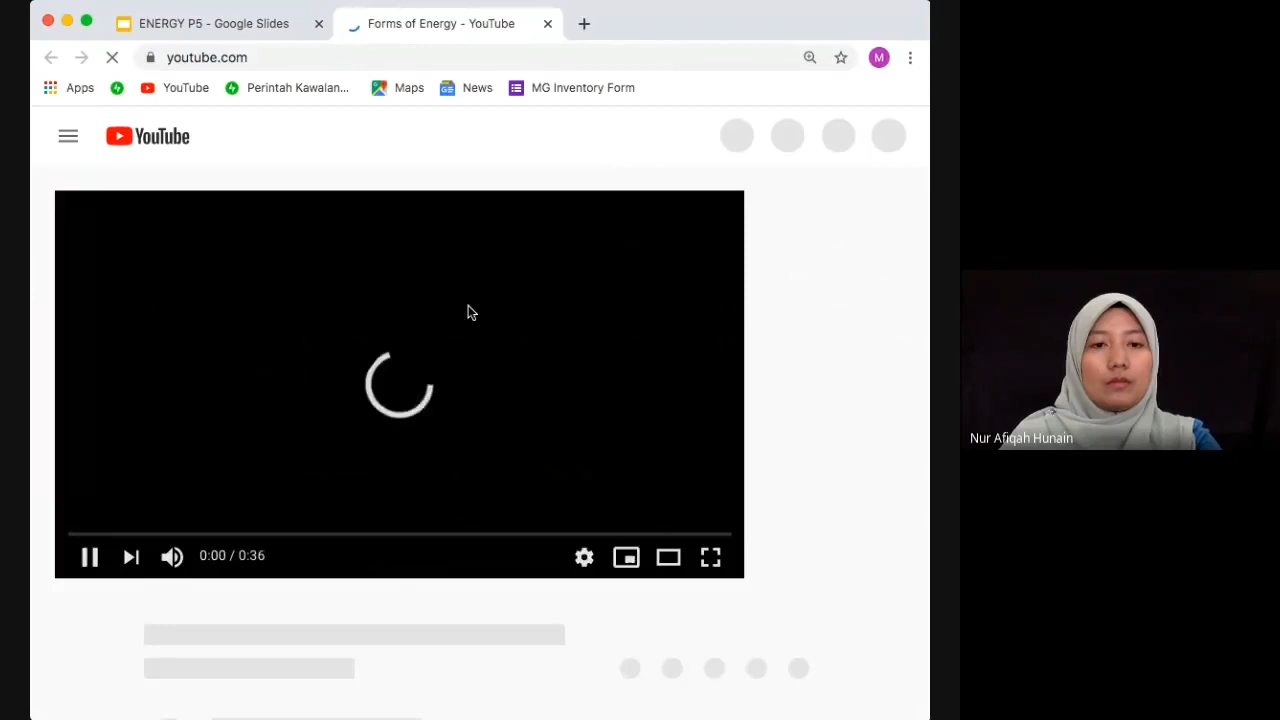 ENERGY P5 - Google Slides
Forms of Energy - YouTube
youtube.com
M
Apps
YouTube
Perintah Kawalan...
Maps
News
MG Inventory Form
YouTube
0:00 / 0:36
Nur Afiqah Hunain